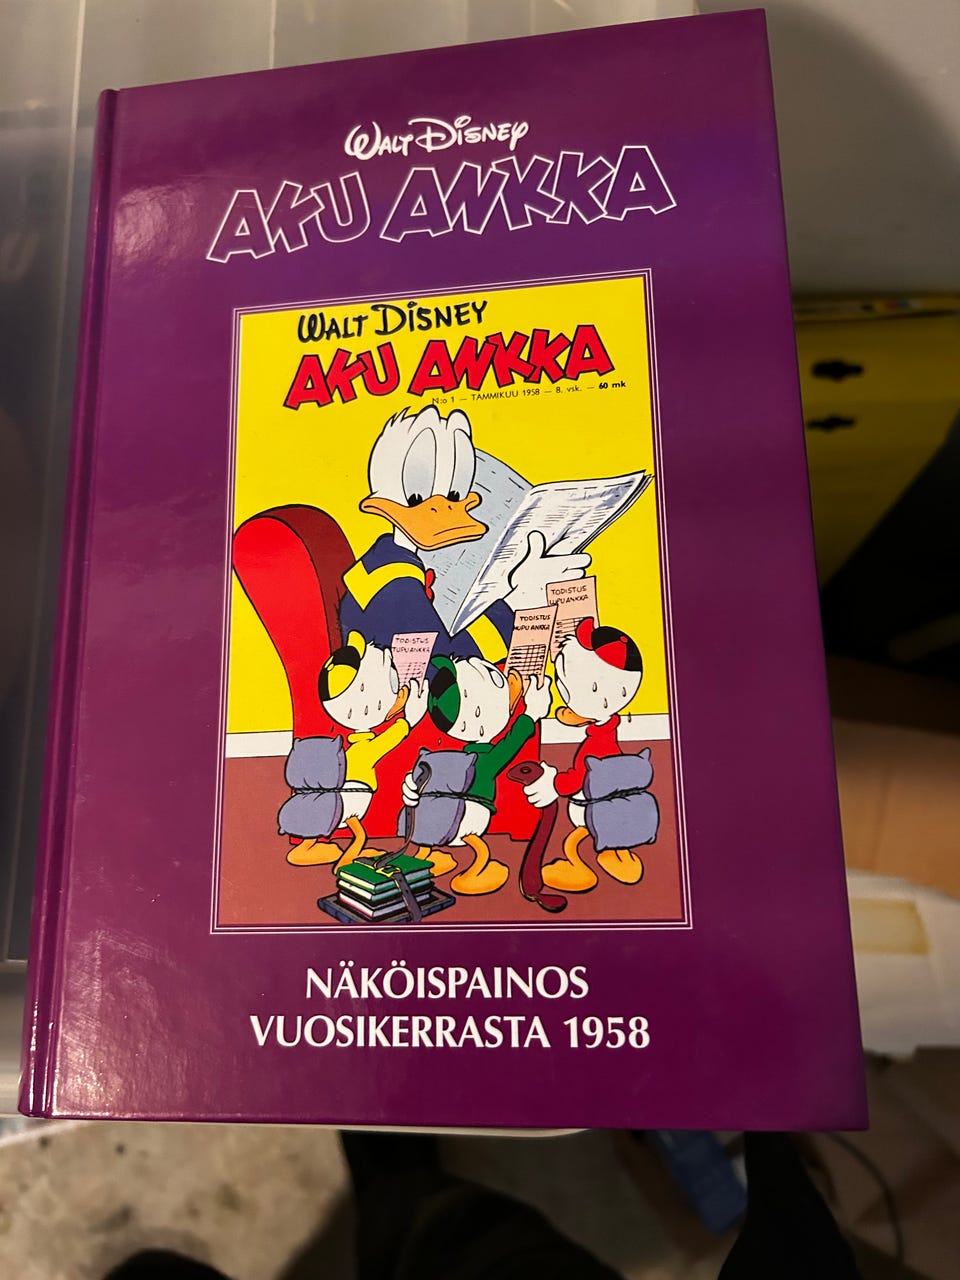 WALT DISNEY
AKU ANKKA
WALT DISNEY
AKU ANKKA
N:o 1 — TAMMIKUU 1958 — 8. vsk. — 60 mk
TODISTUS
LUPU ANKKA
TODISTUS
HUPU ANKKA
TODISTUS
TUPU ANKKA
NÄKÖISPAINOS
VUOSIKERRASTA 1958